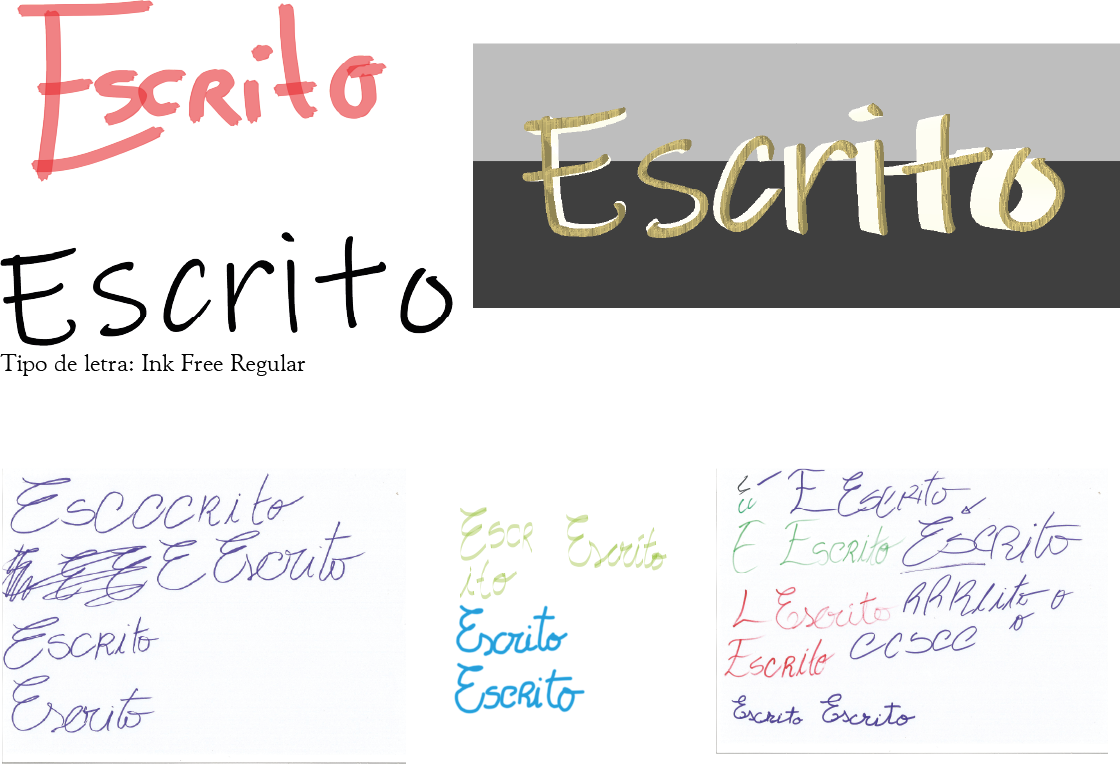 Escrito
Escrito
Escrito
Tipo de letra: Ink Free Regular
EsCCCrito
E Escrito
Escrito
Escrito
Escr Escrito
ito
Escrito
Escrito
E Escrito
E Escrito Escrito
L Escrito RRRrito o
Escrito CCSCC
Escrito Escrito